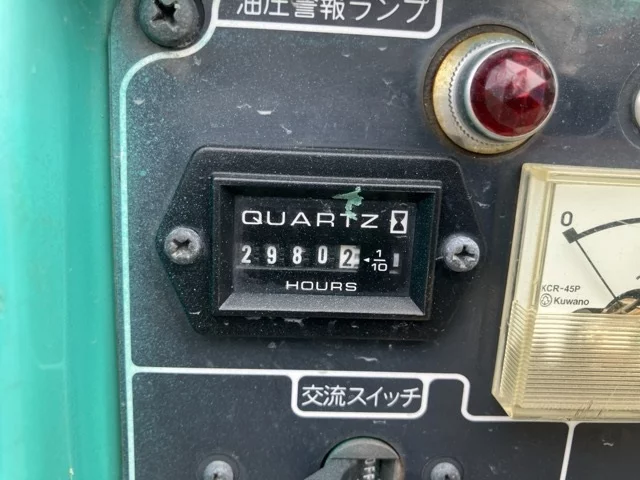 油圧警報ランプ
QUARTZ
29802 ◂1/10
HOURS
0
KCR-45P
Kuwano
交流スイッチ
OFF